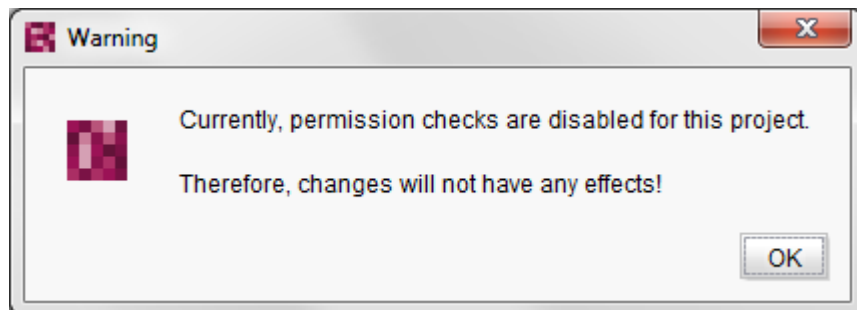 Warning
Currently, permission checks are disabled for this project.
Therefore, changes will not have any effects!
OK